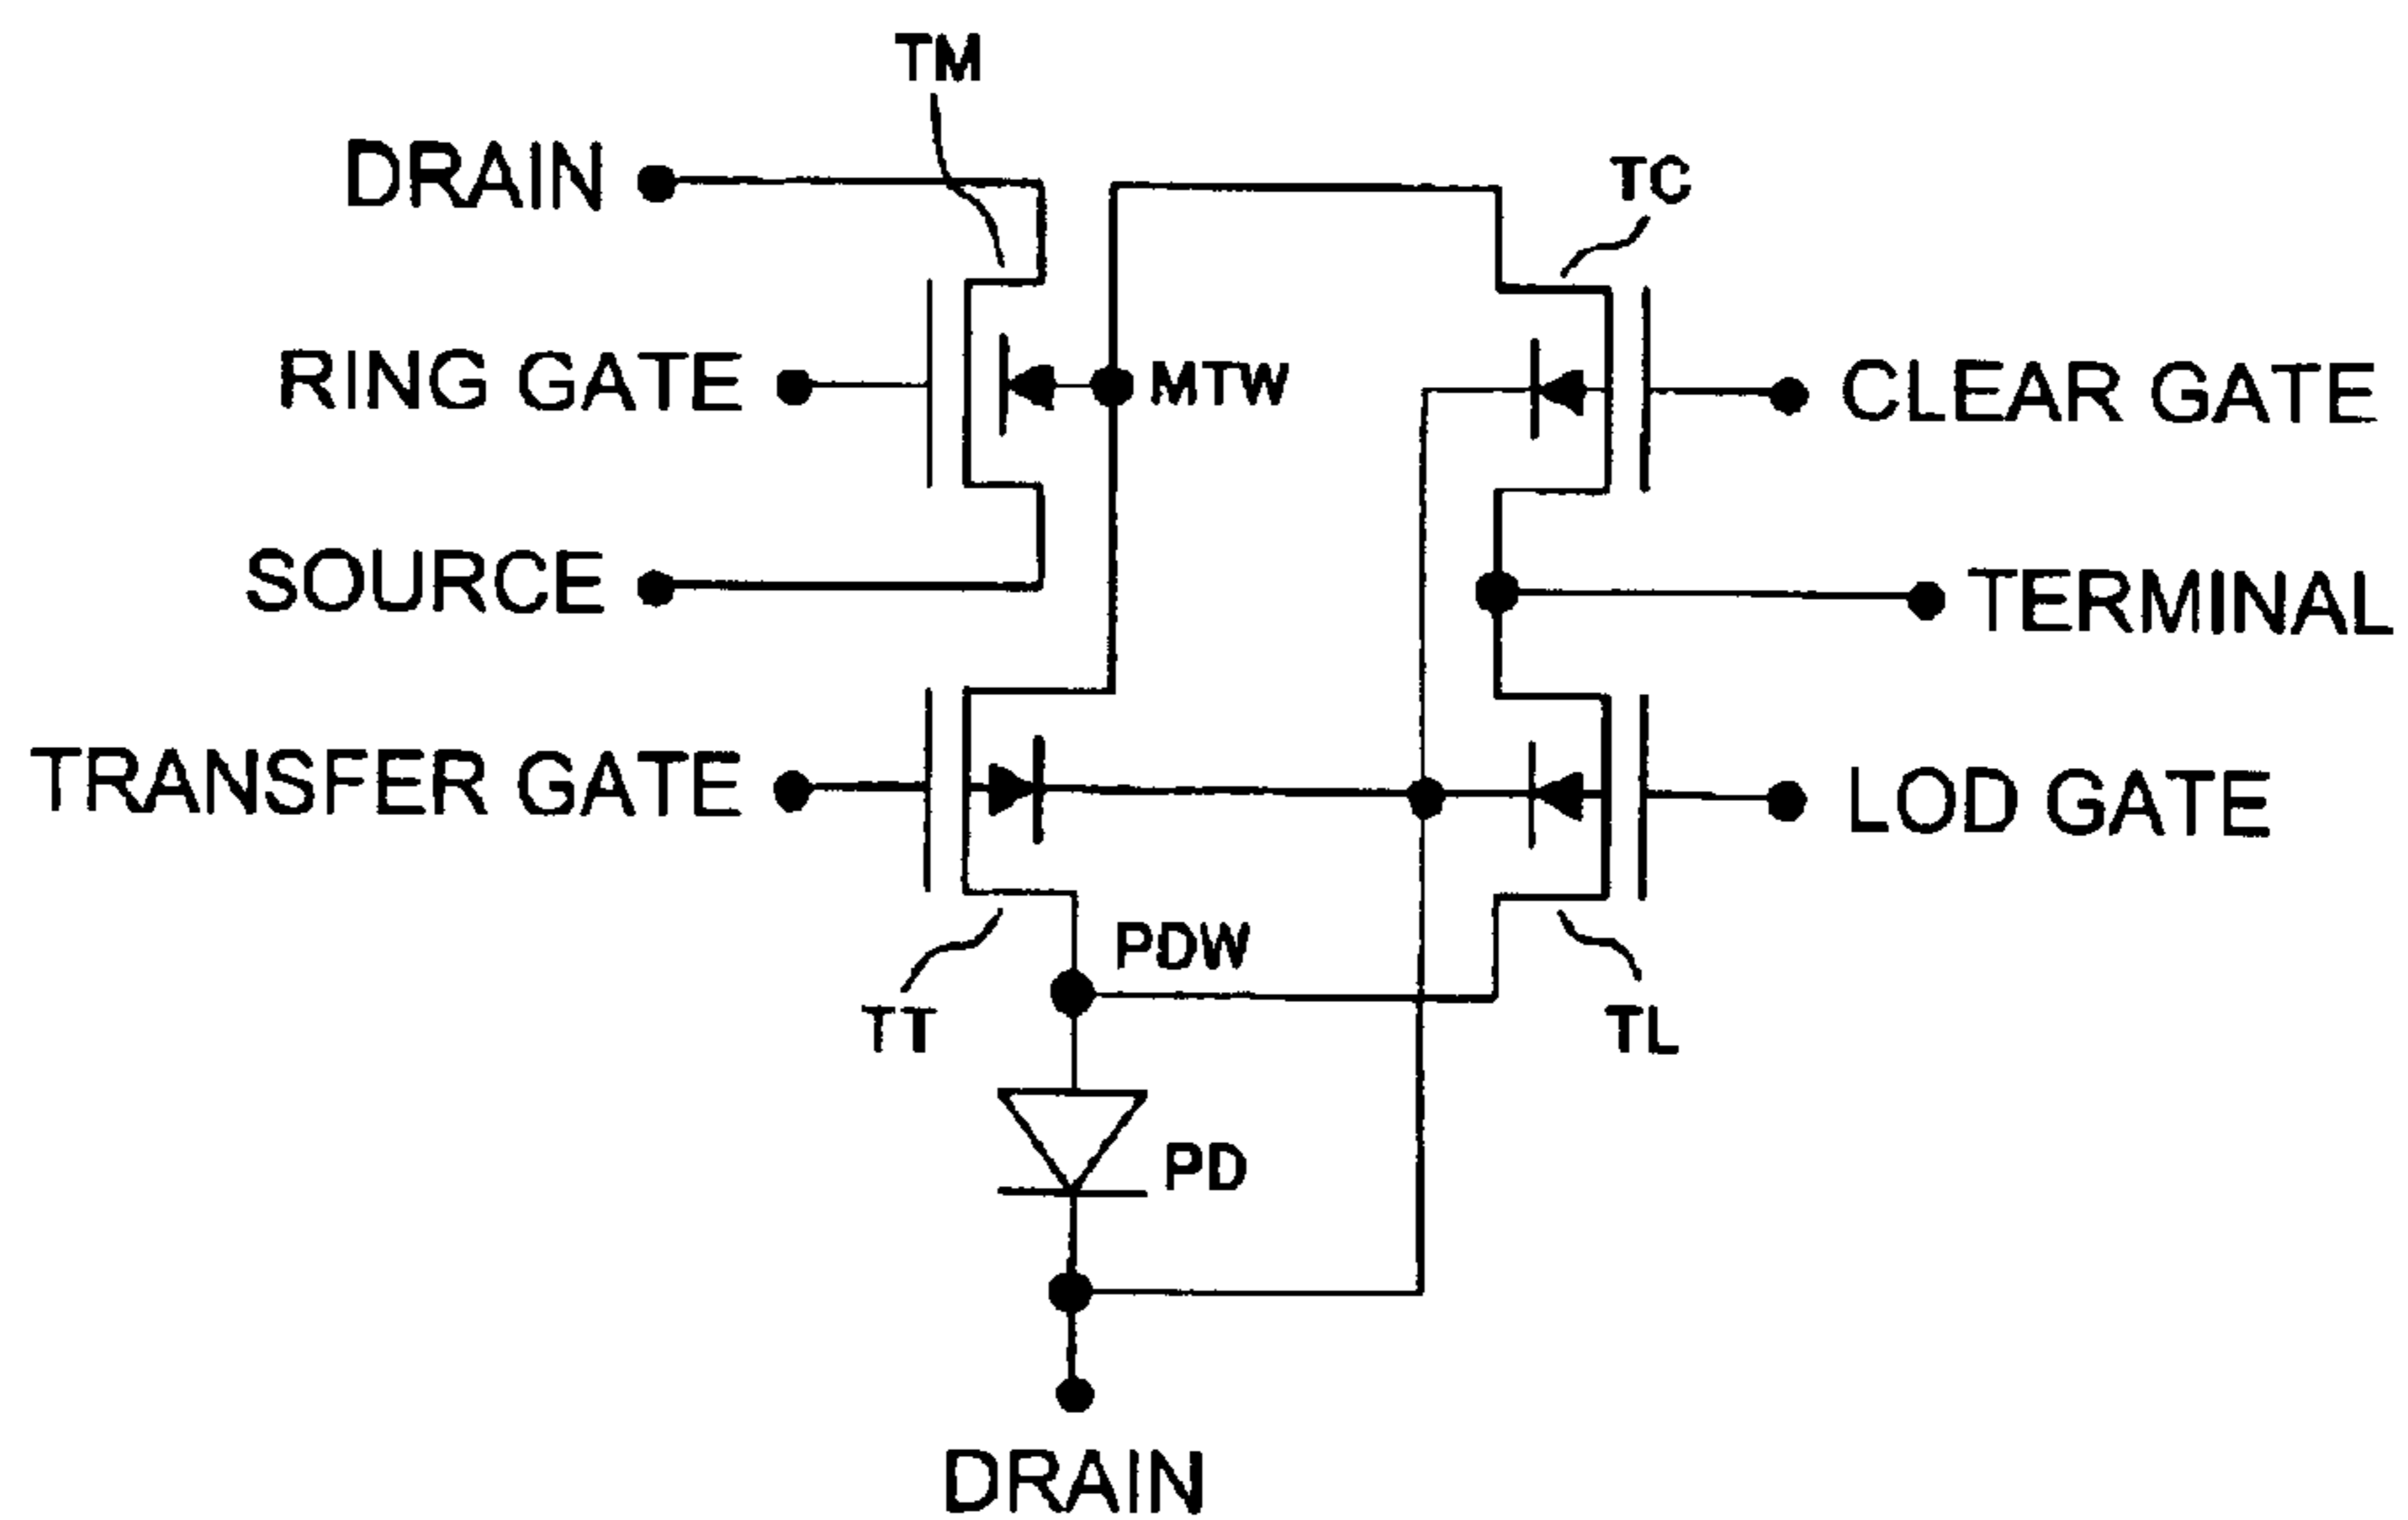 TM
DRAIN
TC
RING GATE
MTW
CLEAR GATE
SOURCE
TERMINAL
TRANSFER GATE
LOD GATE
PDW
TT
TL
PD
DRAIN